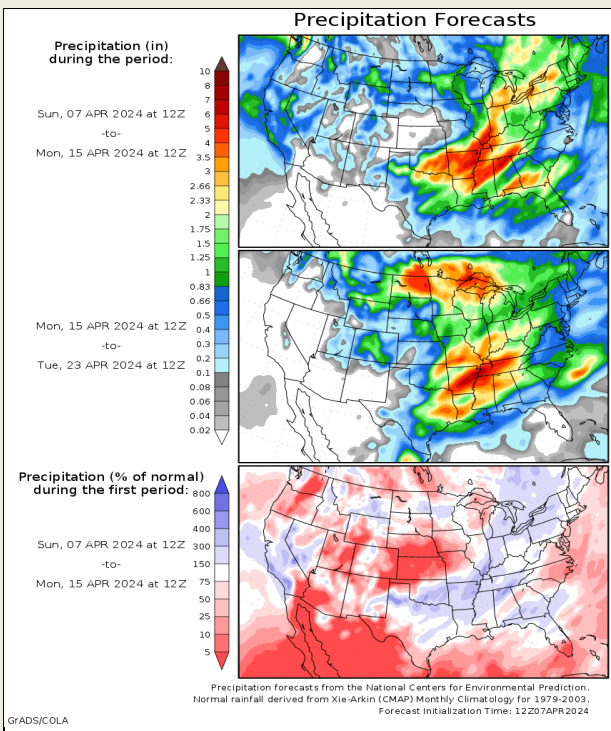 Precipitation Forecasts
Precipitation (in)
during the period:
Sun, 07 APR 2024 at 12Z
-to-
Mon, 15 APR 2024 at 12Z
10
8
7
6
5
4
3.5
3
2.66
2.33
2
1.75
1.5
1.25
1
0.83
0.66
0.5
0.4
0.3
0.2
0.1
0.08
0.06
0.04
0.02
Mon, 15 APR 2024 at 12Z
-to-
Tue, 23 APR 2024 at 12Z
Precipitation (% of normal)
during the first period:
Sun, 07 APR 2024 at 12Z
-to-
Mon, 15 APR 2024 at 12Z
800
600
400
300
150
75
50
25
10
5
Precipitation forecasts from the National Centers for Environmental Prediction.
Normal rainfall derived from Xie-Arkin (CMAP) Monthly Climatology for 1979-2003.
Forecast Initialization Time: 12Z07APR2024
GrADS/COLA